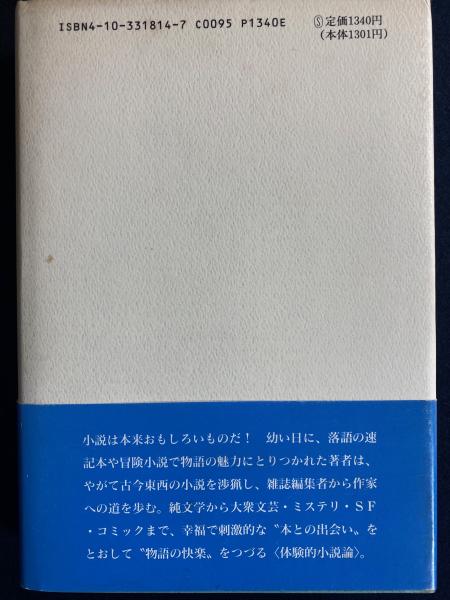 ISBN4-10-331814-7 C0095 P1340E
Ⓢ定価1340円
(本体1301円)
小説は本来おもしろいものだ！　幼い日に、落語の速
記本や冒険小説で物語の魅力にとりつかれた著者は、
やがて古今東西の小説を渉猟し、雑誌編集者から作家
への道を歩む。純文学から大衆文芸・ミステリ・ＳＦ
・コミックまで、幸福で刺激的な〝本との出会い〟を
とおして〝物語の快楽〟をつづる〈体験的小説論〉。